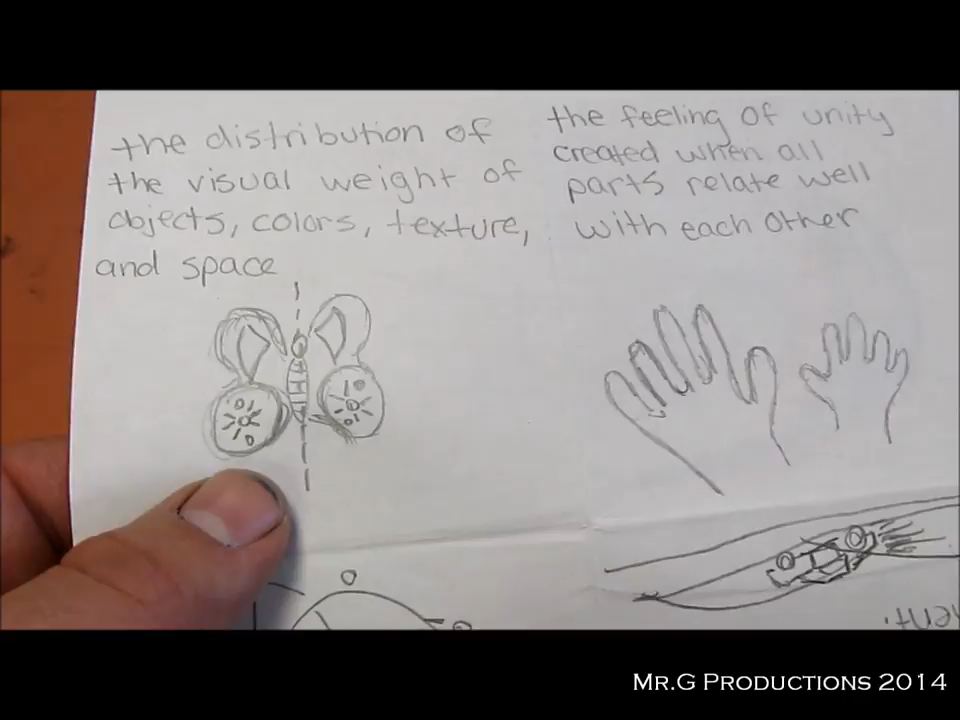 the distribution of
the visual weight of
objects, colors, texture,
and space
the feeling of unity
created when all
parts relate well
with each other
MR.G PRODUCTIONS 2014